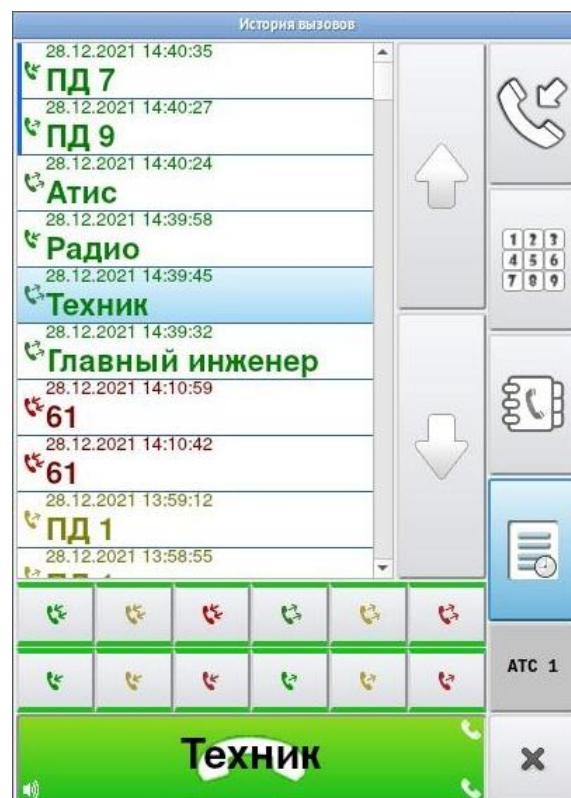 История вызовов
28.12.2021 14:40:35
ПД 7
28.12.2021 14:40:27
ПД 9
28.12.2021 14:40:24
Атис
28.12.2021 14:39:58
Радио
28.12.2021 14:39:45
Техник
28.12.2021 14:39:32
Главный инженер
28.12.2021 14:10:59
61
28.12.2021 14:10:42
61
28.12.2021 13:59:12
ПД 1
28.12.2021 13:58:55
1 2 3
4 5 6
7 8 9
АТС 1
Техник